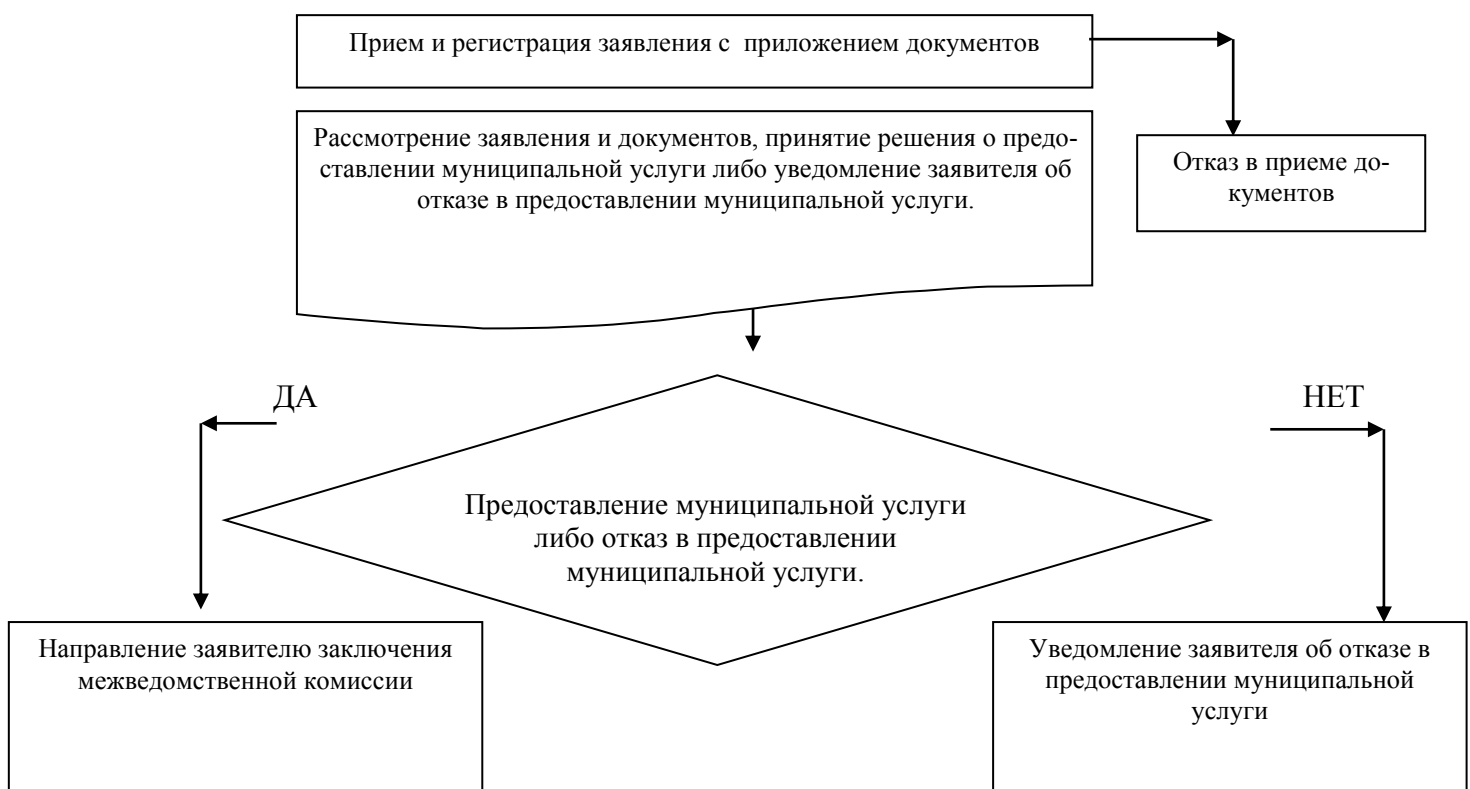 Прием и регистрация заявления с приложением документов
Рассмотрение заявления и документов, принятие решения о предо-
ставлении муниципальной услуги либо уведомление заявителя об
отказе в предоставлении муниципальной услуги.
Отказ в приеме до-
кументов
ДА
НЕТ
Предоставление муниципальной услуги
либо отказ в предоставлении
муниципальной услуги.
Направление заявителю заключения
межведомственной комиссии
Уведомление заявителя об отказе в
предоставлении муниципальной
услуги